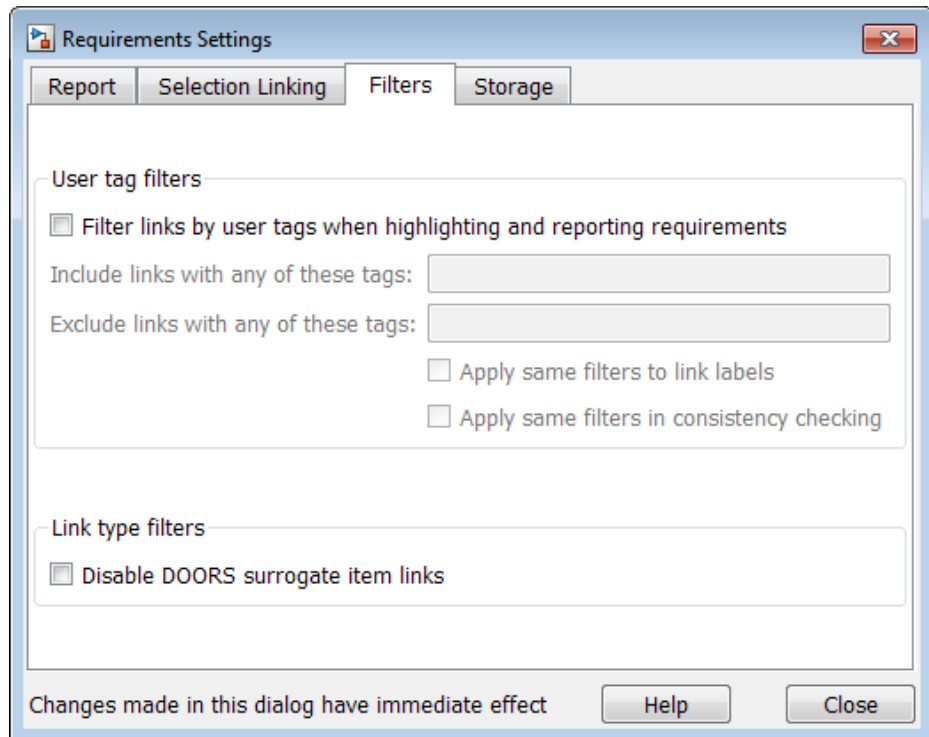 Requirements Settings
Report Selection Linking Filters Storage
User tag filters
Filter links by user tags when highlighting and reporting requirements
Include links with any of these tags:
Exclude links with any of these tags:
Apply same filters to link labels
Apply same filters in consistency checking
Link type filters
Disable DOORS surrogate item links
Changes made in this dialog have immediate effect Help Close